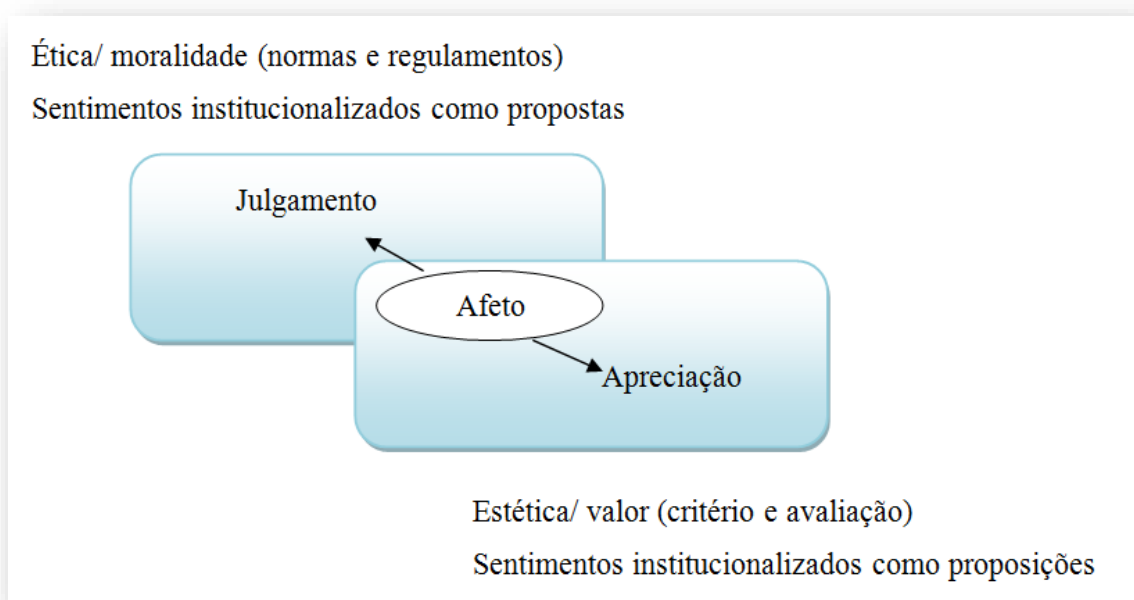 Ética/ moralidade (normas e regulamentos)
Sentimentos institucionalizados como propostas
Julgamento
Afeto
Apreciação
Estética/ valor (critério e avaliação)
Sentimentos institucionalizados como proposições